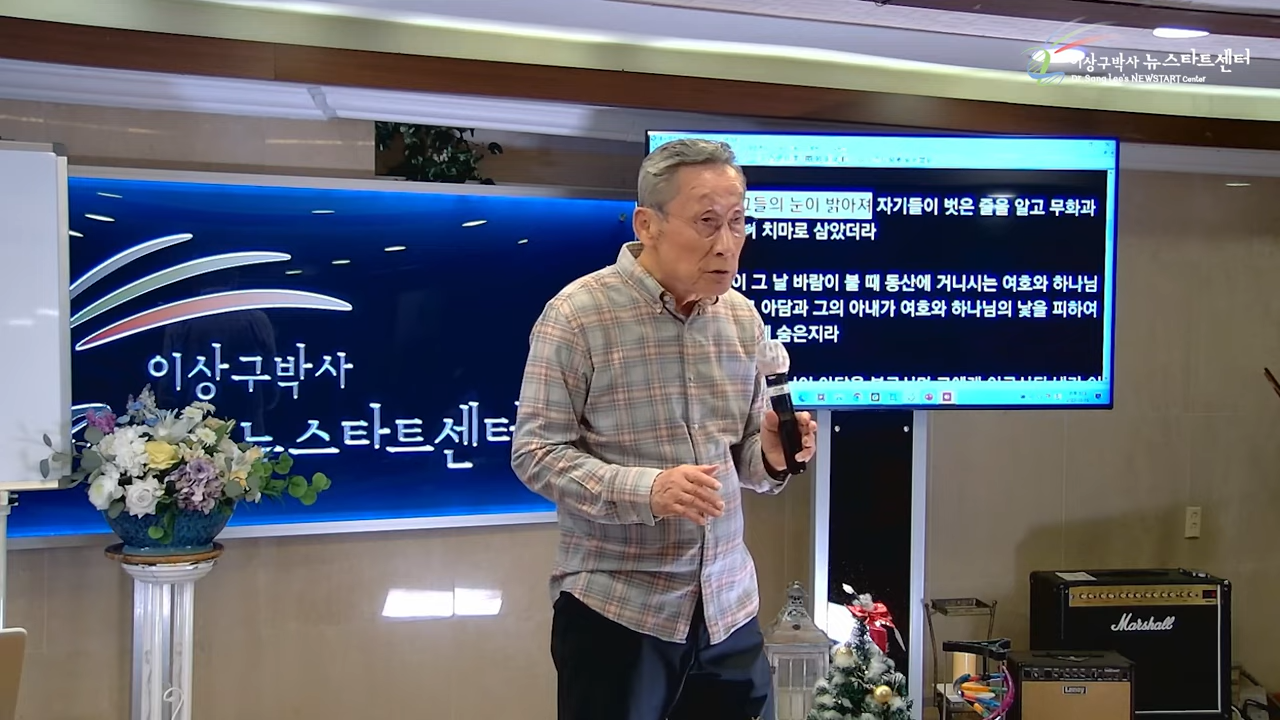 이상구박사 뉴스타트센터
Dr. Sang Lee's NEWSTART Center
그들의 눈이 밝아져 자기들이 벗은 줄을 알고 무화과
치마로 삼았더라
이 그 날 바람이 불 때 동산에 거니시는 여호와 하나님
아담과 그의 아내가 여호와 하나님의 낯을 피하여
숨은지라
이상구박사
뉴스타트센터
Marshall
Laney